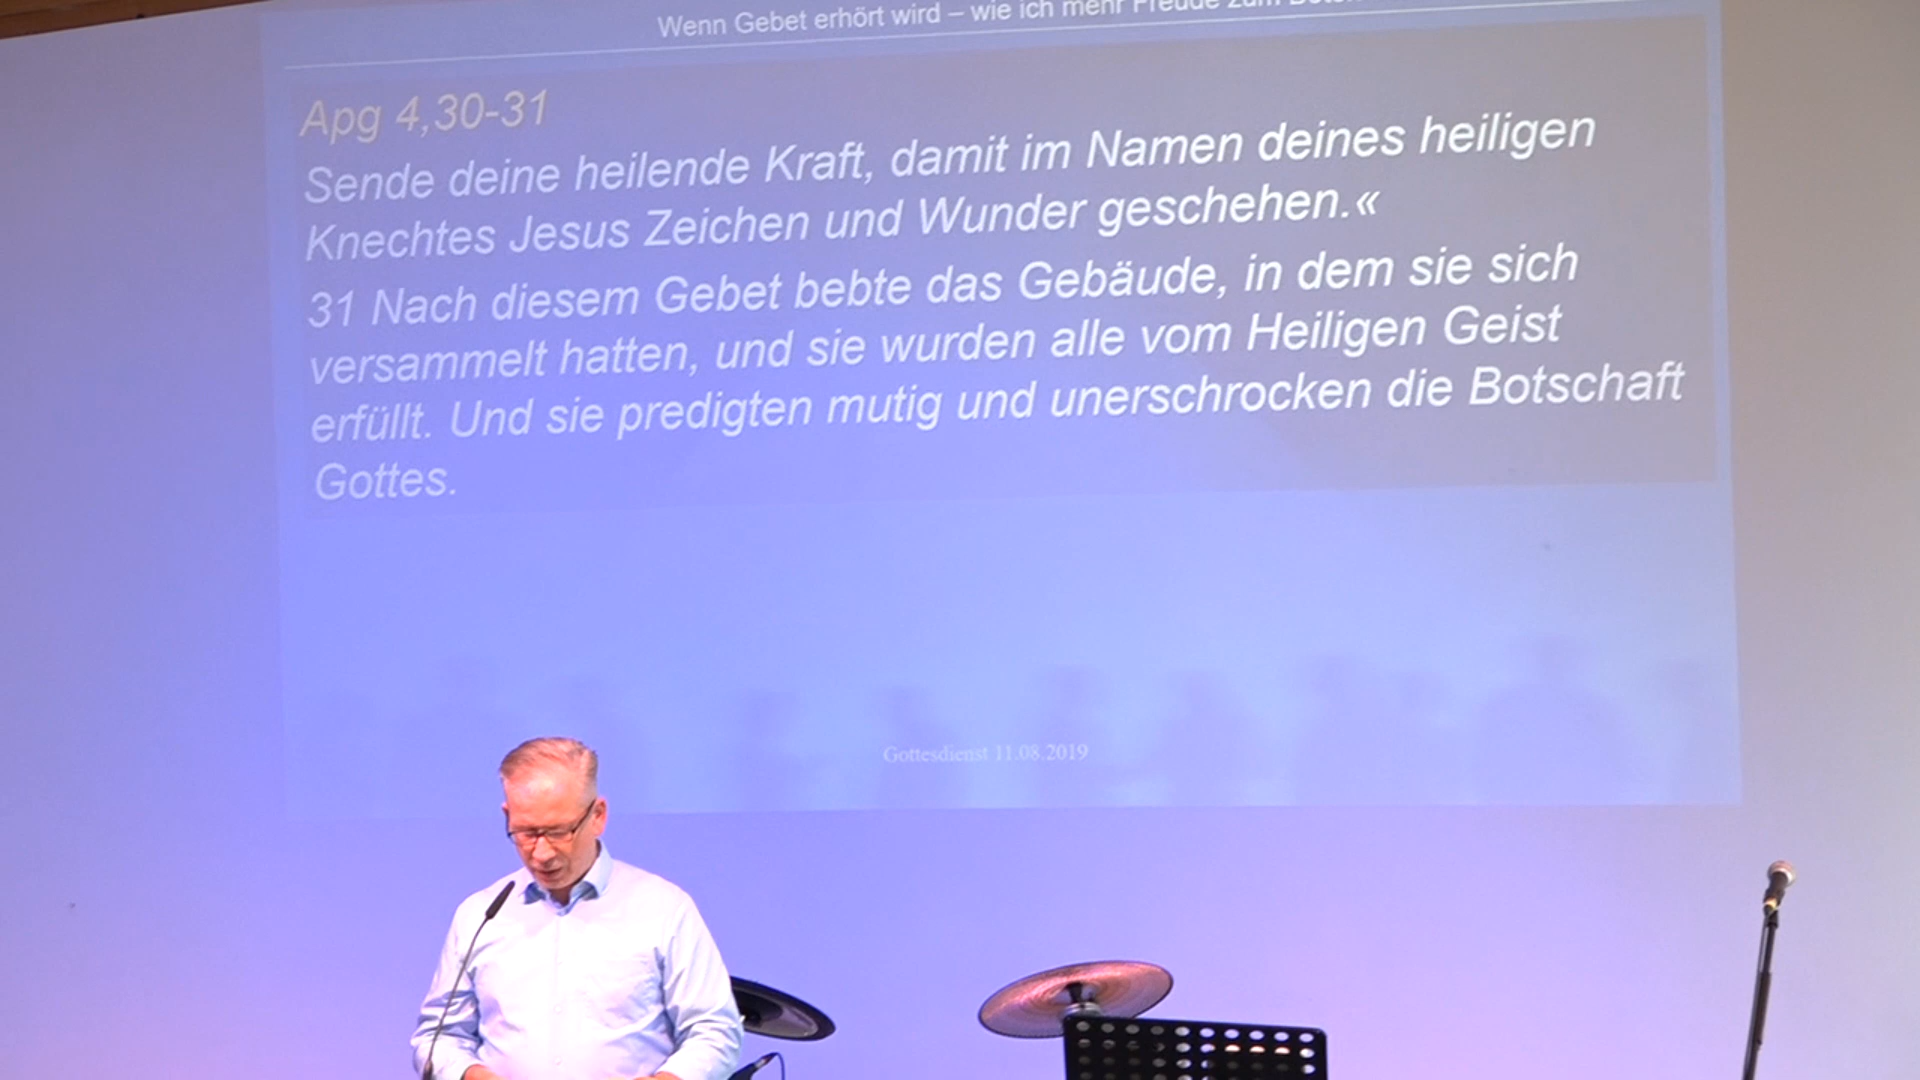 Wenn Gebet erhört wird – wie ich mehr Freude zum
Apg 4,30-31
Sende deine heilende Kraft, damit im Namen deines heiligen
Knechtes Jesus Zeichen und Wunder geschehen.«
31 Nach diesem Gebet bebte das Gebäude, in dem sie sich
versammelt hatten, und sie wurden alle vom Heiligen Geist
erfüllt. Und sie predigten mutig und unerschrocken die Botschaft
Gottes.
Gottesdienst 11.08.2019